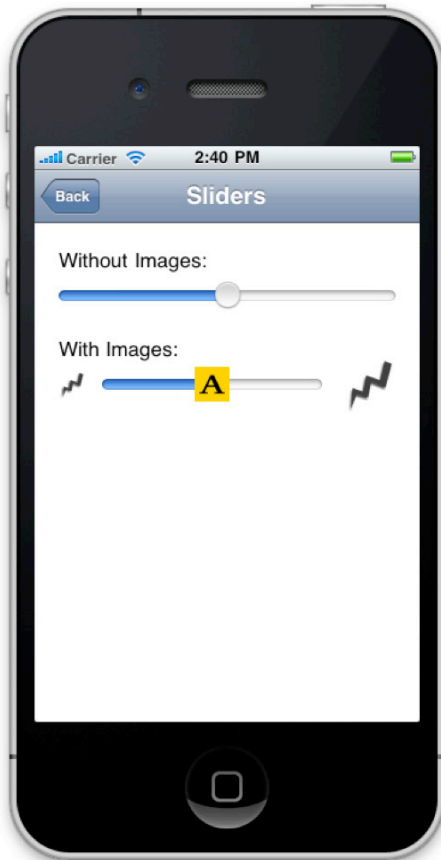 Carrier 2:40 PM
Back Sliders
Without Images:
With Images:
A